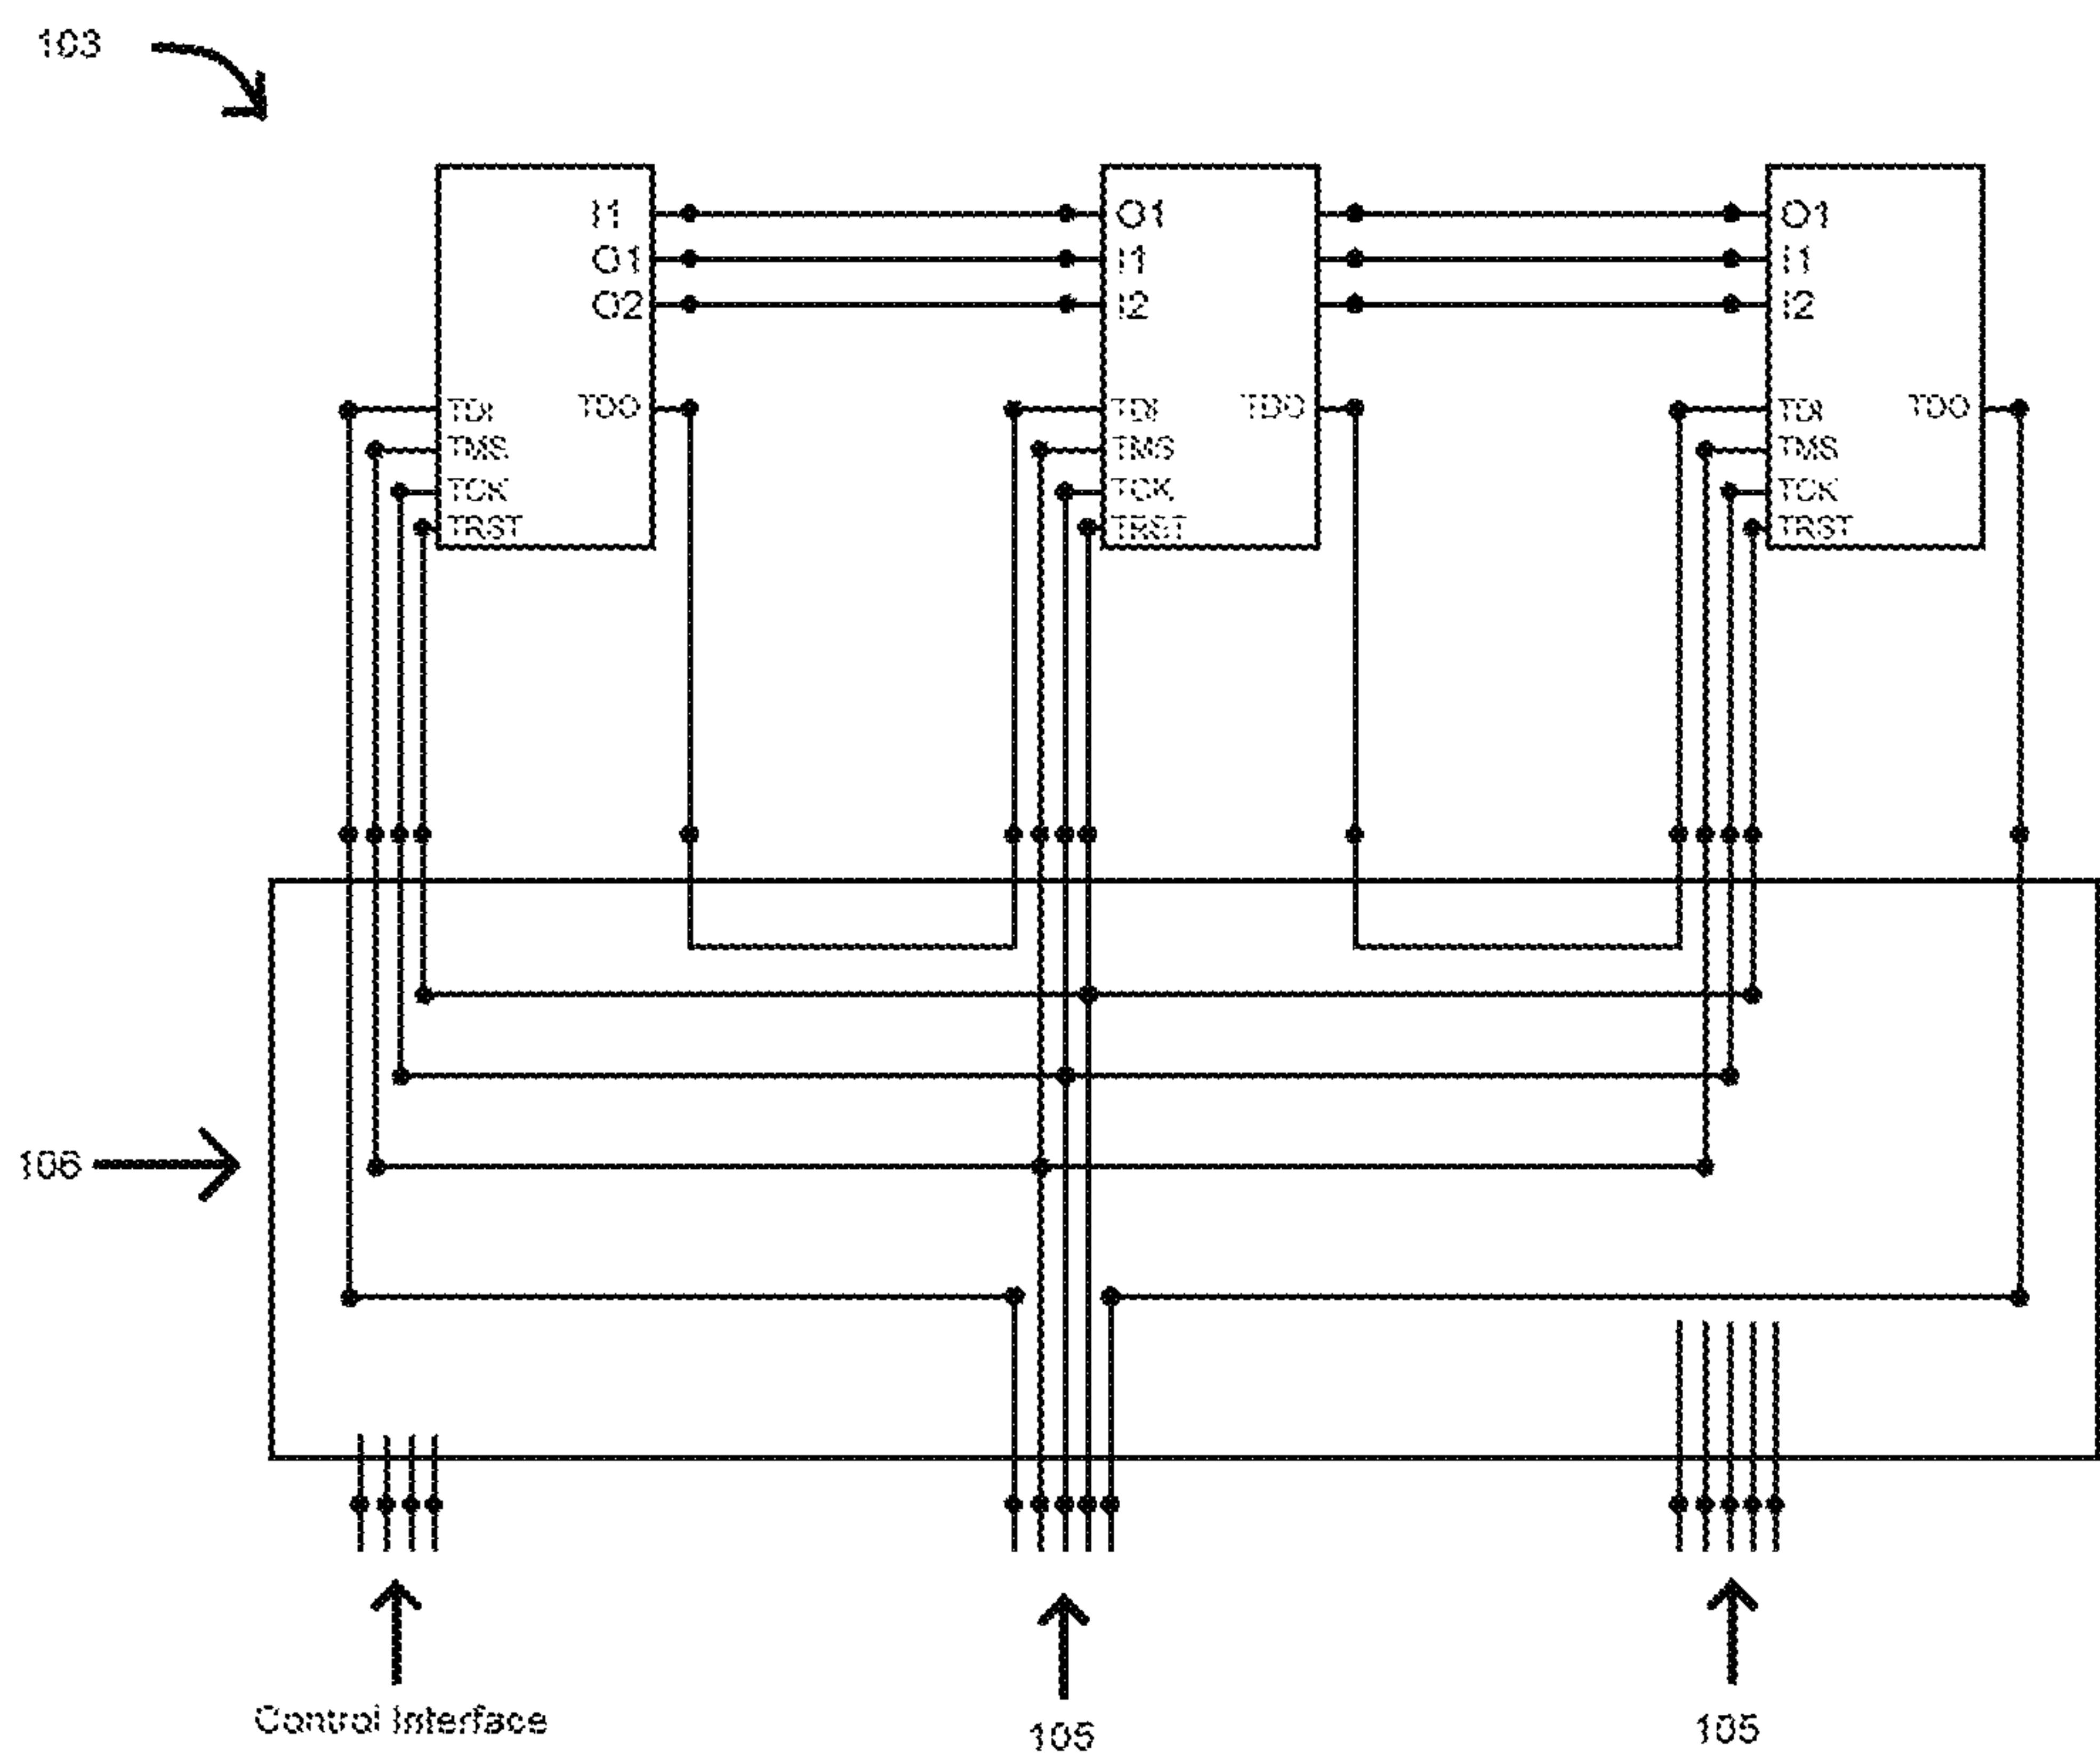 103
I1
O1
O2
TDI
TMS
TCK
TRST
TDO
O1
I1
I2
TDI
TMS
TCK
TRST
TDO
O1
I1
I2
TDI
TMS
TCK
TRST
TDO
106
Control Interface
105
105